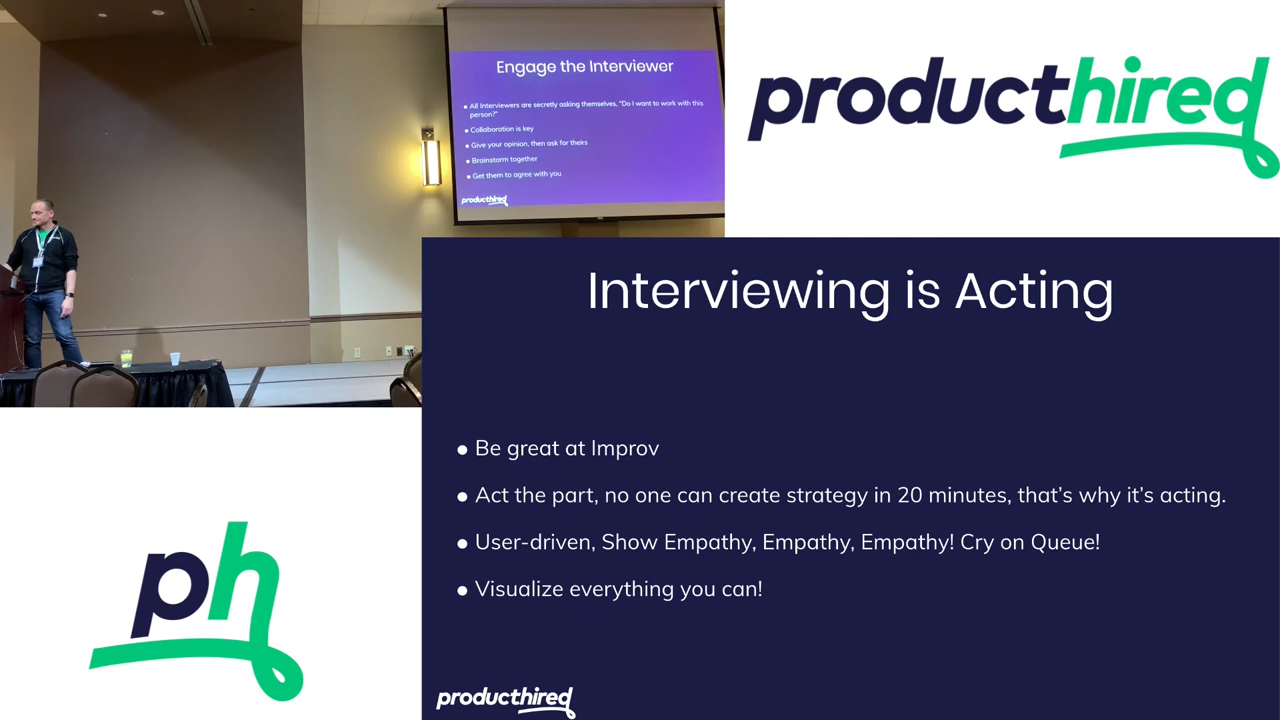 Engage the Interviewer
All Interviewers are secretly asking themselves, "Do I want to work with this
person?"
Collaboration is key
Give your opinion, then ask for theirs
Brainstorm together
Get them to agree with you
producthired
producthired
Interviewing is Acting
Be great at Improv
Act the part, no one can create strategy in 20 minutes, that's why it's acting.
User-driven, Show Empathy, Empathy, Empathy! Cry on Queue!
Visualize everything you can!
ph
producthired